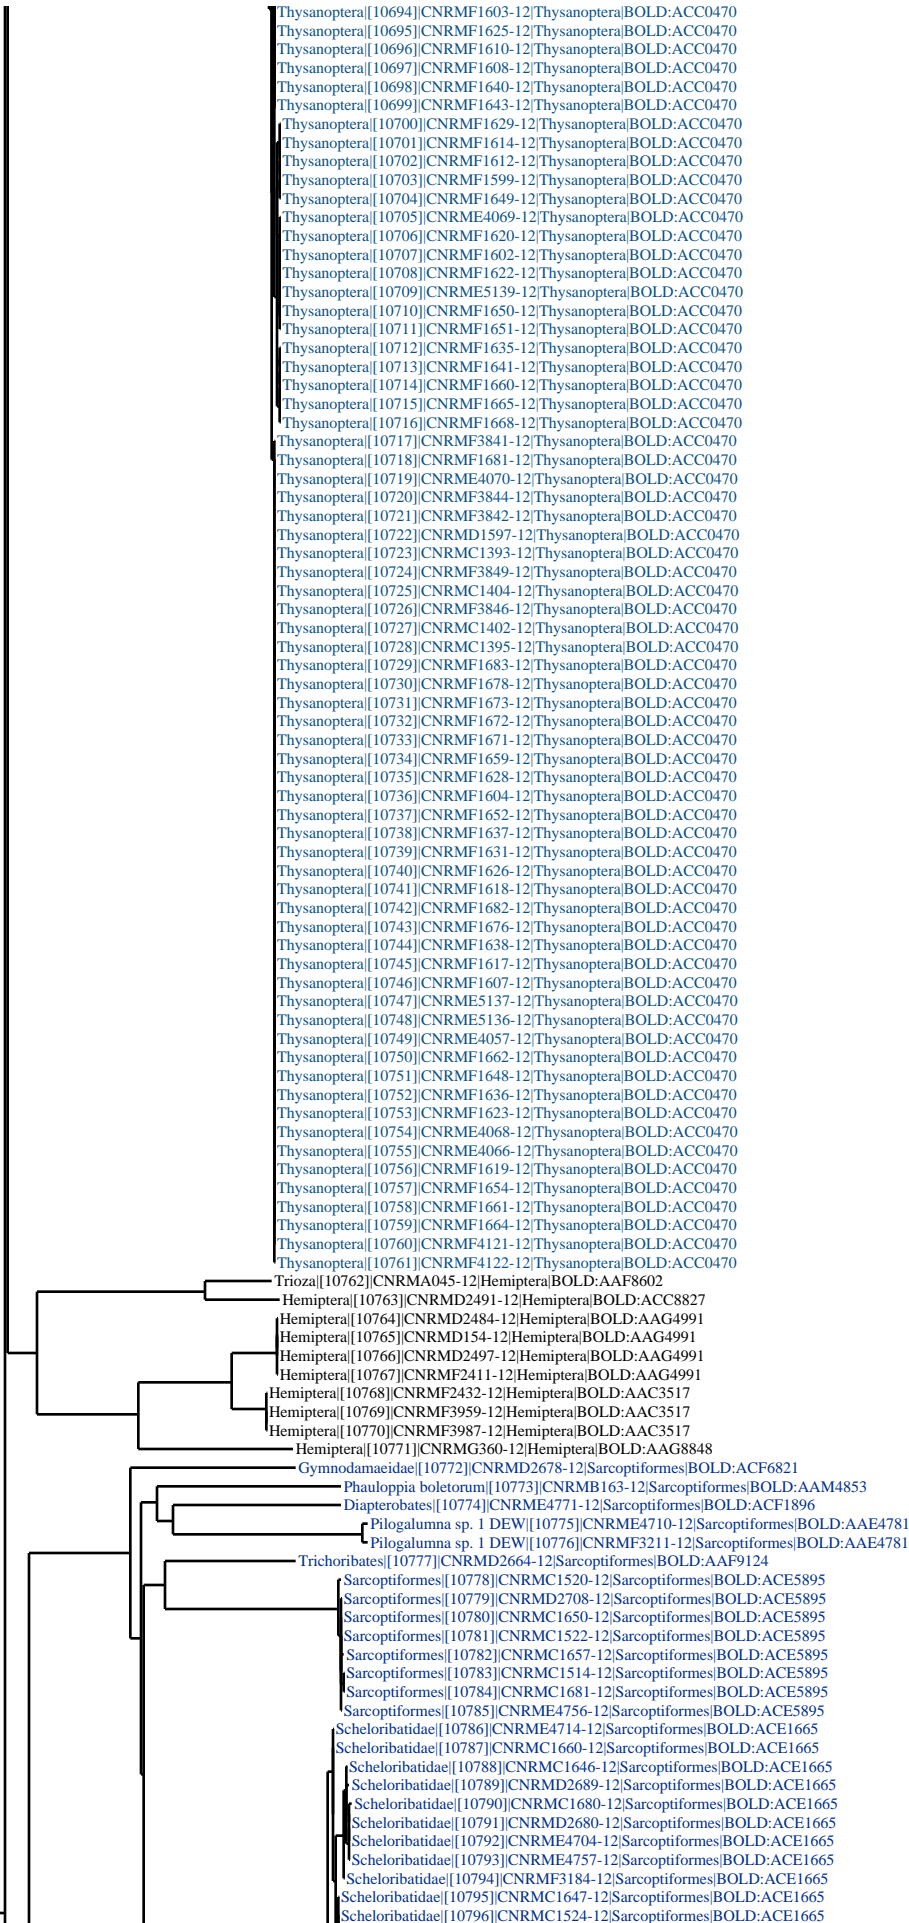 Thysanoptera|[10694]|CNRMF1603-12|Thysanoptera|BOLD:ACC0470
Thysanoptera|[10695]|CNRMF1625-12|Thysanoptera|BOLD:ACC0470
Thysanoptera|[10696]|CNRMF1610-12|Thysanoptera|BOLD:ACC0470
Thysanoptera|[10697]|CNRMF1608-12|Thysanoptera|BOLD:ACC0470
Thysanoptera|[10698]|CNRMF1640-12|Thysanoptera|BOLD:ACC0470
Thysanoptera|[10699]|CNRMF1643-12|Thysanoptera|BOLD:ACC0470
Thysanoptera|[10700]|CNRMF1629-12|Thysanoptera|BOLD:ACC0470
Thysanoptera|[10701]|CNRMF1614-12|Thysanoptera|BOLD:ACC0470
Thysanoptera|[10702]|CNRMF1612-12|Thysanoptera|BOLD:ACC0470
Thysanoptera|[10703]|CNRMF1599-12|Thysanoptera|BOLD:ACC0470
Thysanoptera|[10704]|CNRMF1649-12|Thysanoptera|BOLD:ACC0470
Thysanoptera|[10705]|CNRME4069-12|Thysanoptera|BOLD:ACC0470
Thysanoptera|[10706]|CNRMF1620-12|Thysanoptera|BOLD:ACC0470
Thysanoptera|[10707]|CNRMF1602-12|Thysanoptera|BOLD:ACC0470
Thysanoptera|[10708]|CNRMF1622-12|Thysanoptera|BOLD:ACC0470
Thysanoptera|[10709]|CNRME5139-12|Thysanoptera|BOLD:ACC0470
Thysanoptera|[10710]|CNRMF1650-12|Thysanoptera|BOLD:ACC0470
Thysanoptera|[10711]|CNRMF1651-12|Thysanoptera|BOLD:ACC0470
Thysanoptera|[10712]|CNRMF1635-12|Thysanoptera|BOLD:ACC0470
Thysanoptera|[10713]|CNRMF1641-12|Thysanoptera|BOLD:ACC0470
Thysanoptera|[10714]|CNRMF1660-12|Thysanoptera|BOLD:ACC0470
Thysanoptera|[10715]|CNRMF1665-12|Thysanoptera|BOLD:ACC0470
Thysanoptera|[10716]|CNRMF1668-12|Thysanoptera|BOLD:ACC0470
Thysanoptera|[10717]|CNRMF3841-12|Thysanoptera|BOLD:ACC0470
Thysanoptera|[10718]|CNRMF1681-12|Thysanoptera|BOLD:ACC0470
Thysanoptera|[10719]|CNRME4070-12|Thysanoptera|BOLD:ACC0470
Thysanoptera|[10720]|CNRMF3844-12|Thysanoptera|BOLD:ACC0470
Thysanoptera|[10721]|CNRMF3842-12|Thysanoptera|BOLD:ACC0470
Thysanoptera|[10722]|CNRMD1597-12|Thysanoptera|BOLD:ACC0470
Thysanoptera|[10723]|CNRMC1393-12|Thysanoptera|BOLD:ACC0470
Thysanoptera|[10724]|CNRMF3849-12|Thysanoptera|BOLD:ACC0470
Thysanoptera|[10725]|CNRMC1404-12|Thysanoptera|BOLD:ACC0470
Thysanoptera|[10726]|CNRMF3846-12|Thysanoptera|BOLD:ACC0470
Thysanoptera|[10727]|CNRMC1402-12|Thysanoptera|BOLD:ACC0470
Thysanoptera|[10728]|CNRMC1395-12|Thysanoptera|BOLD:ACC0470
Thysanoptera|[10729]|CNRMF1683-12|Thysanoptera|BOLD:ACC0470
Thysanoptera|[10730]|CNRMF1678-12|Thysanoptera|BOLD:ACC0470
Thysanoptera|[10731]|CNRMF1673-12|Thysanoptera|BOLD:ACC0470
Thysanoptera|[10732]|CNRMF1672-12|Thysanoptera|BOLD:ACC0470
Thysanoptera|[10733]|CNRMF1671-12|Thysanoptera|BOLD:ACC0470
Thysanoptera|[10734]|CNRMF1659-12|Thysanoptera|BOLD:ACC0470
Thysanoptera|[10735]|CNRMF1628-12|Thysanoptera|BOLD:ACC0470
Thysanoptera|[10736]|CNRMF1604-12|Thysanoptera|BOLD:ACC0470
Thysanoptera|[10737]|CNRMF1652-12|Thysanoptera|BOLD:ACC0470
Thysanoptera|[10738]|CNRMF1637-12|Thysanoptera|BOLD:ACC0470
Thysanoptera|[10739]|CNRMF1631-12|Thysanoptera|BOLD:ACC0470
Thysanoptera|[10740]|CNRMF1626-12|Thysanoptera|BOLD:ACC0470
Thysanoptera|[10741]|CNRMF1618-12|Thysanoptera|BOLD:ACC0470
Thysanoptera|[10742]|CNRMF1682-12|Thysanoptera|BOLD:ACC0470
Thysanoptera|[10743]|CNRMF1676-12|Thysanoptera|BOLD:ACC0470
Thysanoptera|[10744]|CNRMF1638-12|Thysanoptera|BOLD:ACC0470
Thysanoptera|[10745]|CNRMF1617-12|Thysanoptera|BOLD:ACC0470
Thysanoptera|[10746]|CNRMF1607-12|Thysanoptera|BOLD:ACC0470
Thysanoptera|[10747]|CNRME5137-12|Thysanoptera|BOLD:ACC0470
Thysanoptera|[10748]|CNRME5136-12|Thysanoptera|BOLD:ACC0470
Thysanoptera|[10749]|CNRME4057-12|Thysanoptera|BOLD:ACC0470
Thysanoptera|[10750]|CNRMF1662-12|Thysanoptera|BOLD:ACC0470
Thysanoptera|[10751]|CNRMF1648-12|Thysanoptera|BOLD:ACC0470
Thysanoptera|[10752]|CNRMF1636-12|Thysanoptera|BOLD:ACC0470
Thysanoptera|[10753]|CNRMF1623-12|Thysanoptera|BOLD:ACC0470
Thysanoptera|[10754]|CNRME4068-12|Thysanoptera|BOLD:ACC0470
Thysanoptera|[10755]|CNRME4066-12|Thysanoptera|BOLD:ACC0470
Thysanoptera|[10756]|CNRMF1619-12|Thysanoptera|BOLD:ACC0470
Thysanoptera|[10757]|CNRMF1654-12|Thysanoptera|BOLD:ACC0470
Thysanoptera|[10758]|CNRMF1661-12|Thysanoptera|BOLD:ACC0470
Thysanoptera|[10759]|CNRMF1664-12|Thysanoptera|BOLD:ACC0470
Thysanoptera|[10760]|CNRMF4121-12|Thysanoptera|BOLD:ACC0470
Thysanoptera|[10761]|CNRMF4122-12|Thysanoptera|BOLD:ACC0470
Trioza|[10762]|CNRMA045-12|Hemiptera|BOLD:AAF8602
Hemiptera|[10763]|CNRMD2491-12|Hemiptera|BOLD:ACC8827
Hemiptera|[10764]|CNRMD2484-12|Hemiptera|BOLD:AAG4991
Hemiptera|[10765]|CNRMD154-12|Hemiptera|BOLD:AAG4991
Hemiptera|[10766]|CNRMD2497-12|Hemiptera|BOLD:AAG4991
Hemiptera|[10767]|CNRMF2411-12|Hemiptera|BOLD:AAG4991
Hemiptera|[10768]|CNRMF2432-12|Hemiptera|BOLD:AAC3517
Hemiptera|[10769]|CNRMF3959-12|Hemiptera|BOLD:AAC3517
Hemiptera|[10770]|CNRMF3987-12|Hemiptera|BOLD:AAC3517
Hemiptera|[10771]|CNRMG360-12|Hemiptera|BOLD:AAG8848
Gymnodamaeidae|[10772]|CNRMD2678-12|Sarcoptiformes|BOLD:ACF6821
Phauloppia boletorum|[10773]|CNRMB163-12|Sarcoptiformes|BOLD:AAM4853
Diapterobates|[10774]|CNRME4771-12|Sarcoptiformes|BOLD:ACF1896
Pilogalumna sp. 1 DEW|[10775]|CNRME4710-12|Sarcoptiformes|BOLD:AAE4781
Pilogalumna sp. 1 DEW|[10776]|CNRMF3211-12|Sarcoptiformes|BOLD:AAE4781
Trichoribates|[10777]|CNRMD2664-12|Sarcoptiformes|BOLD:AAF9124
Sarcoptiformes|[10778]|CNRMC1520-12|Sarcoptiformes|BOLD:ACE5895
Sarcoptiformes|[10779]|CNRMD2708-12|Sarcoptiformes|BOLD:ACE5895
Sarcoptiformes|[10780]|CNRMC1650-12|Sarcoptiformes|BOLD:ACE5895
Sarcoptiformes|[10781]|CNRMC1522-12|Sarcoptiformes|BOLD:ACE5895
Sarcoptiformes|[10782]|CNRMC1657-12|Sarcoptiformes|BOLD:ACE5895
Sarcoptiformes|[10783]|CNRMC1514-12|Sarcoptiformes|BOLD:ACE5895
Sarcoptiformes|[10784]|CNRMC1681-12|Sarcoptiformes|BOLD:ACE5895
Sarcoptiformes|[10785]|CNRME4756-12|Sarcoptiformes|BOLD:ACE5895
Scheloribatidae|[10786]|CNRME4714-12|Sarcoptiformes|BOLD:ACE1665
Scheloribatidae|[10787]|CNRMC1660-12|Sarcoptiformes|BOLD:ACE1665
Scheloribatidae|[10788]|CNRMC1646-12|Sarcoptiformes|BOLD:ACE1665
Scheloribatidae|[10789]|CNRMD2689-12|Sarcoptiformes|BOLD:ACE1665
Scheloribatidae|[10790]|CNRMC1680-12|Sarcoptiformes|BOLD:ACE1665
Scheloribatidae|[10791]|CNRMD2680-12|Sarcoptiformes|BOLD:ACE1665
Scheloribatidae|[10792]|CNRME4704-12|Sarcoptiformes|BOLD:ACE1665
Scheloribatidae|[10793]|CNRME4757-12|Sarcoptiformes|BOLD:ACE1665
Scheloribatidae|[10794]|CNRMF3184-12|Sarcoptiformes|BOLD:ACE1665
Scheloribatidae|[10795]|CNRMC1647-12|Sarcoptiformes|BOLD:ACE1665
Scheloribatidae|[10796]|CNRMC1524-12|Sarcoptiformes|BOLD:ACE1665